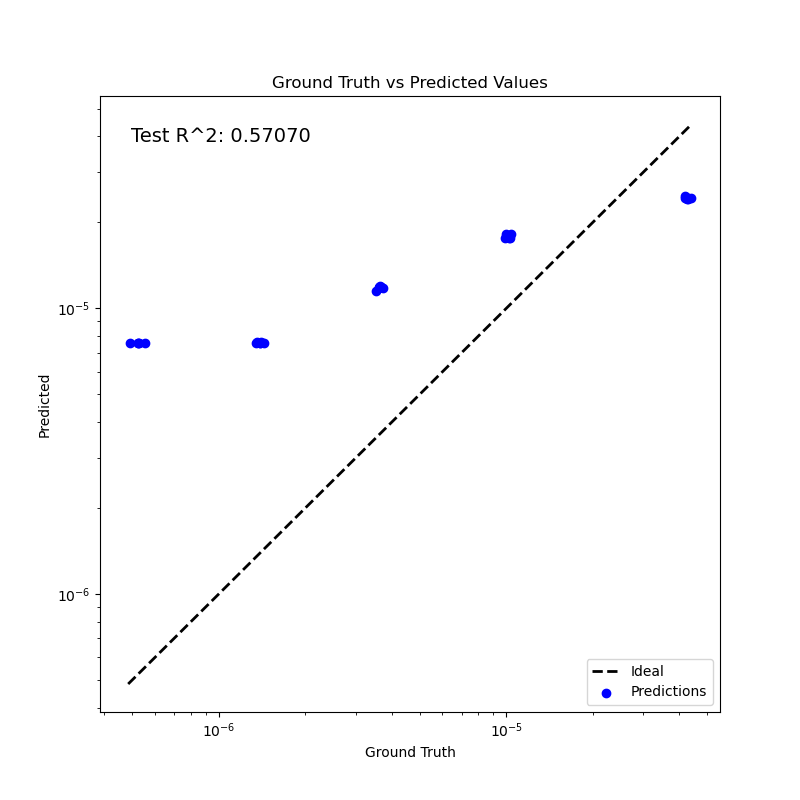 Ground Truth vs Predicted Values
Test R^2: 0.57070
10⁻⁵
10⁻⁶
Predicted
10⁻⁶
10⁻⁵
Ground Truth
Ideal
Predictions